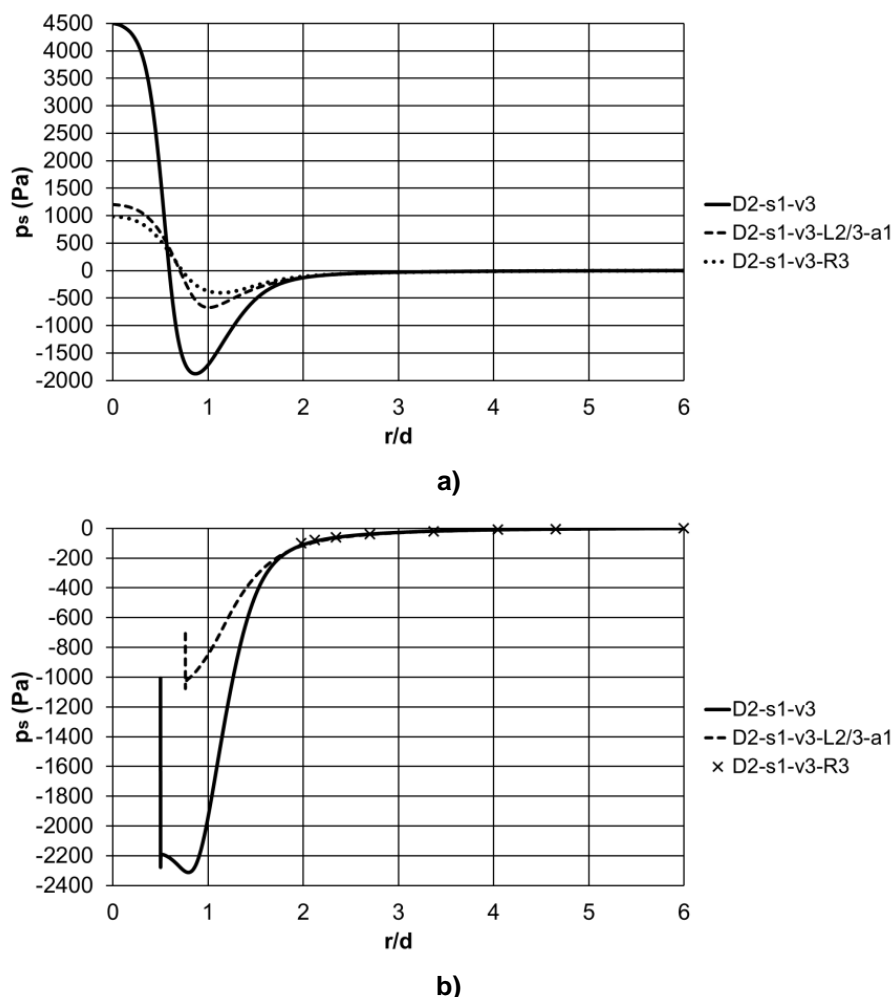 4500
4000
3500
3000
2500
2000
1500
1000
500
0
-500
-1000
-1500
-2000
ps (Pa)
0 1 2 3 4 5 6
r/d
D2-s1-v3
D2-s1-v3-L2/3-a1
D2-s1-v3-R3
a)
0
-200
-400
-600
-800
-1000
-1200
-1400
-1600
-1800
-2000
-2200
-2400
ps (Pa)
0 1 2 3 4 5 6
r/d
D2-s1-v3
D2-s1-v3-L2/3-a1
D2-s1-v3-R3
b)